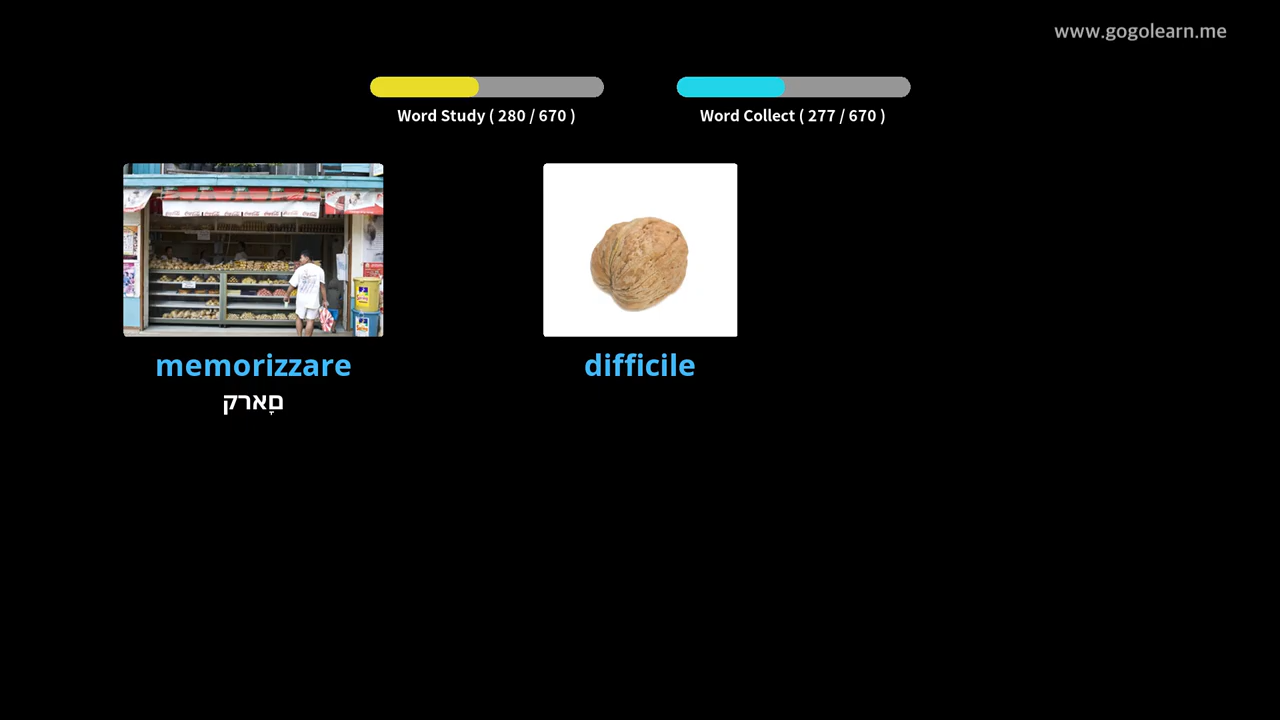 www.gogolearn.me
Word Study ( 280 / 670 )
Word Collect ( 277 / 670 )
memorizzare
םָארק
difficile